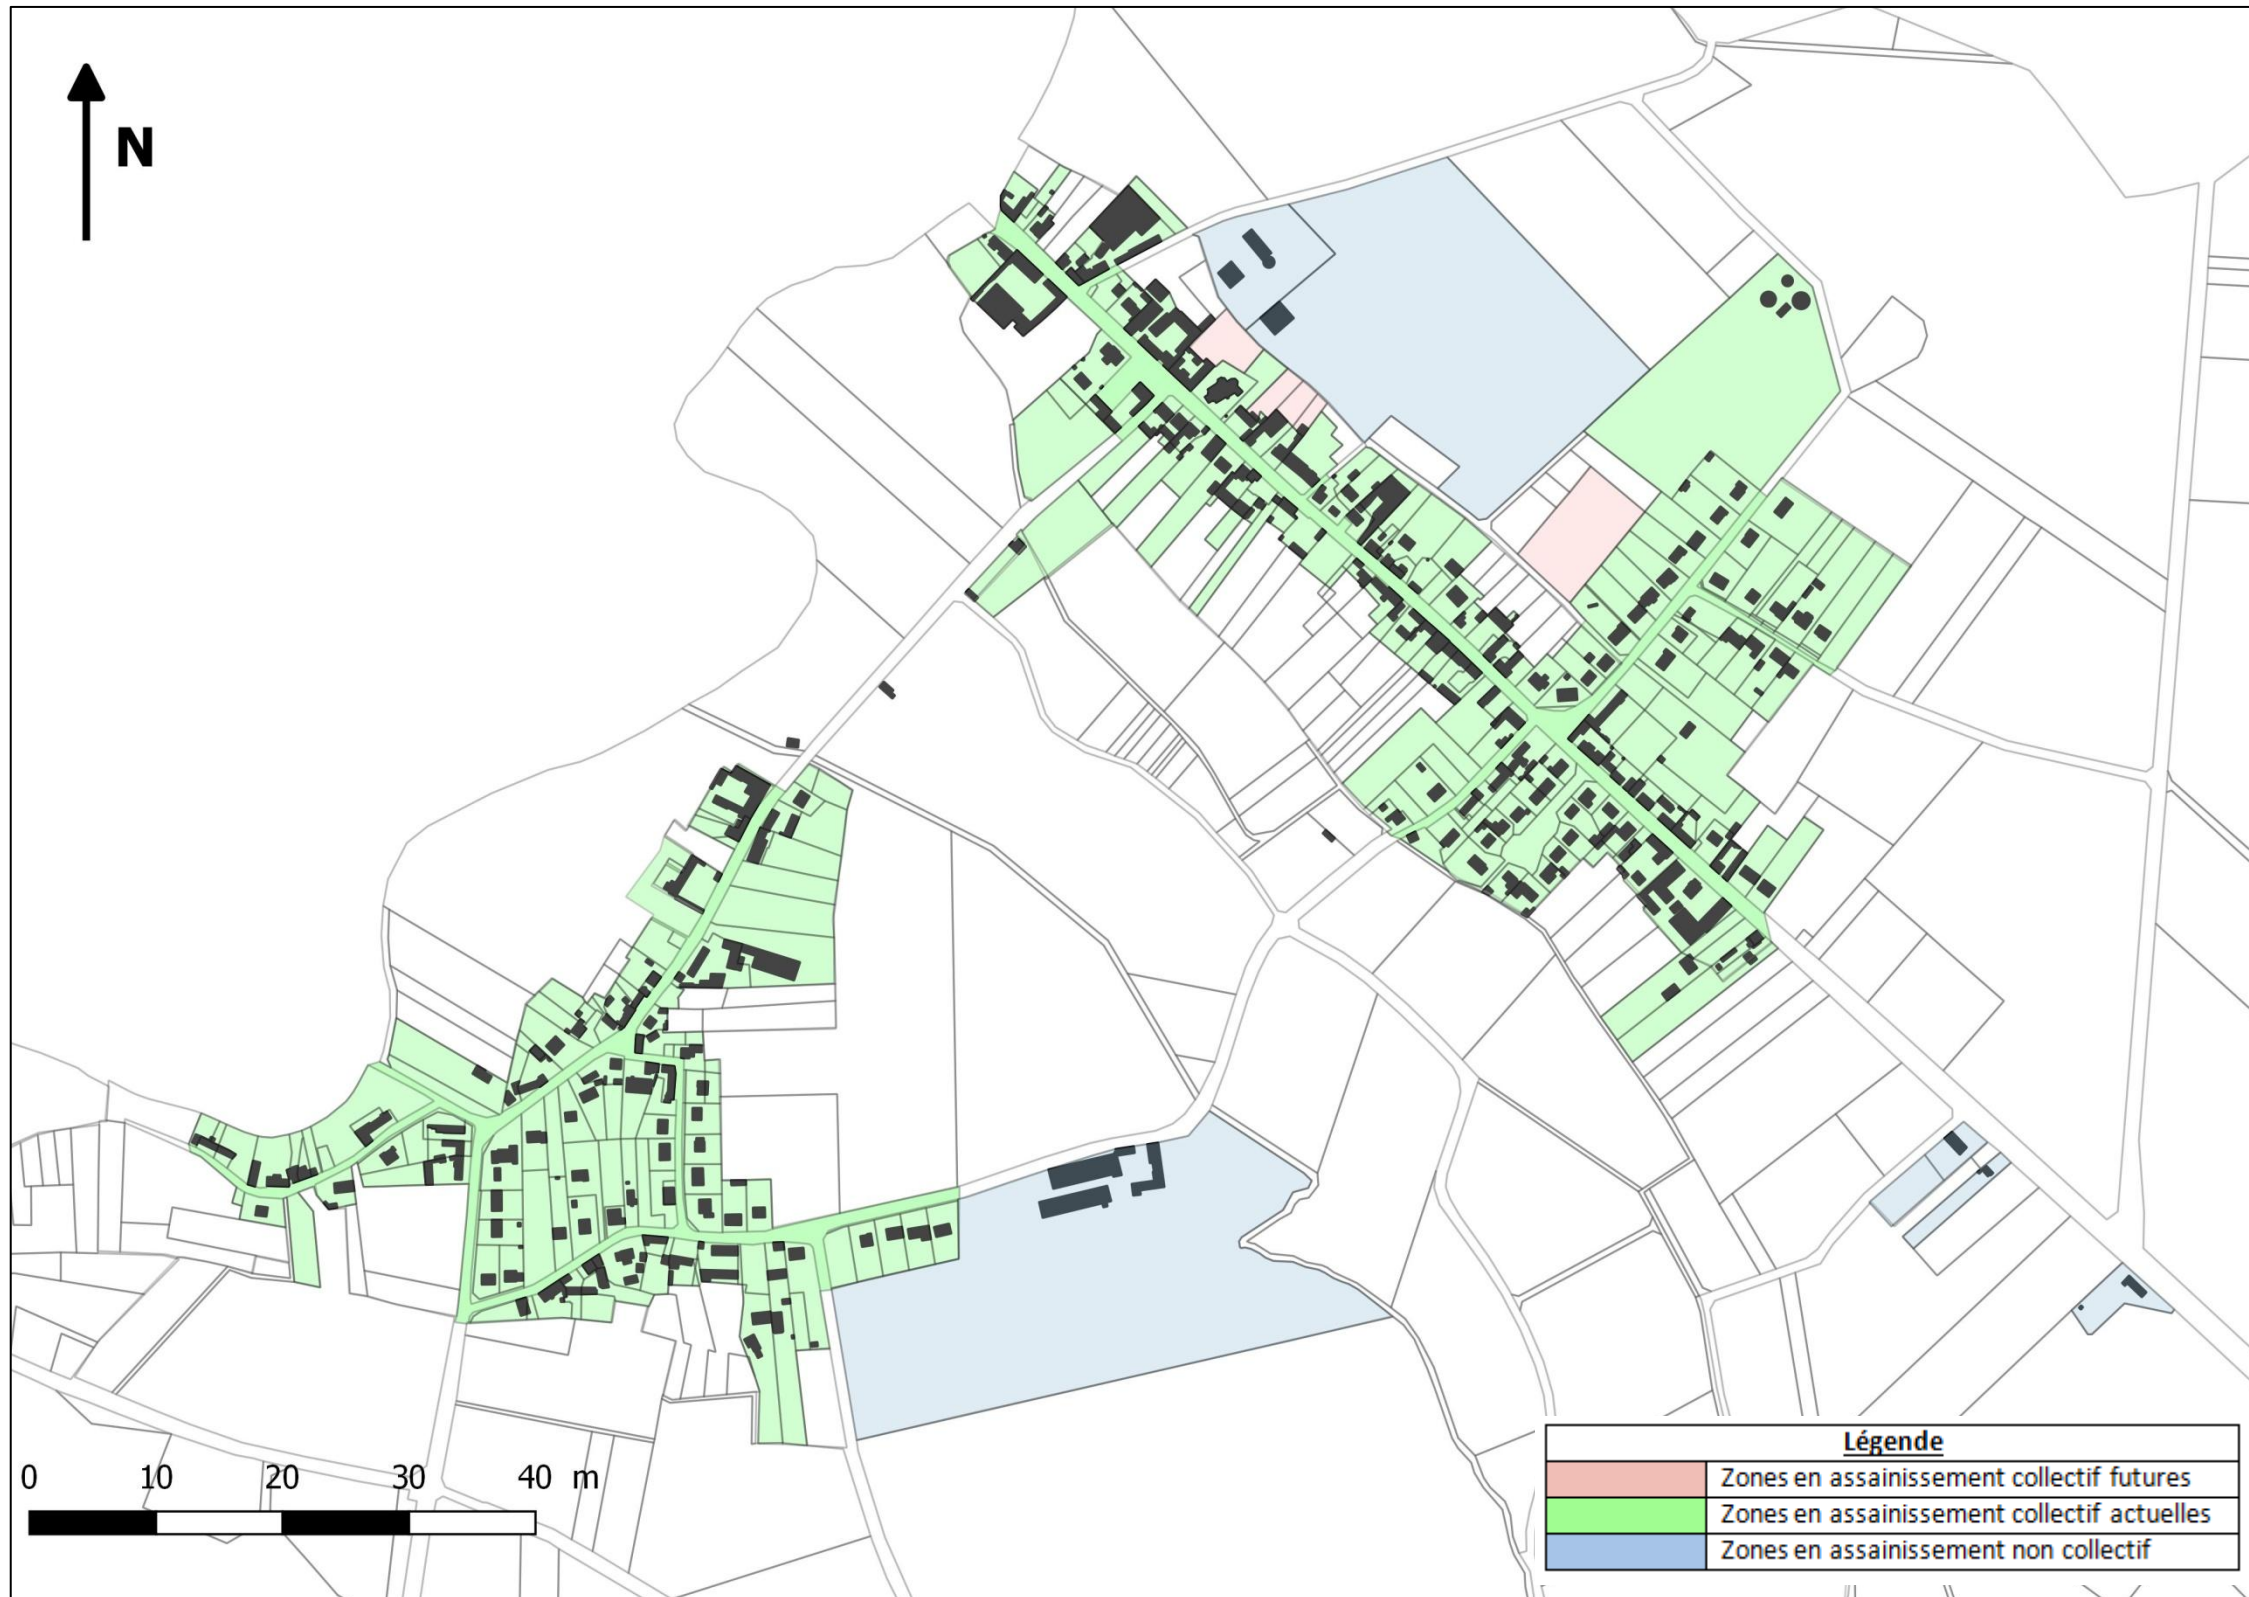 N
Légende
Zones en assainissement collectif futures
Zones en assainissement collectif actuelles
Zones en assainissement non collectif
0 10 20 30 40 m